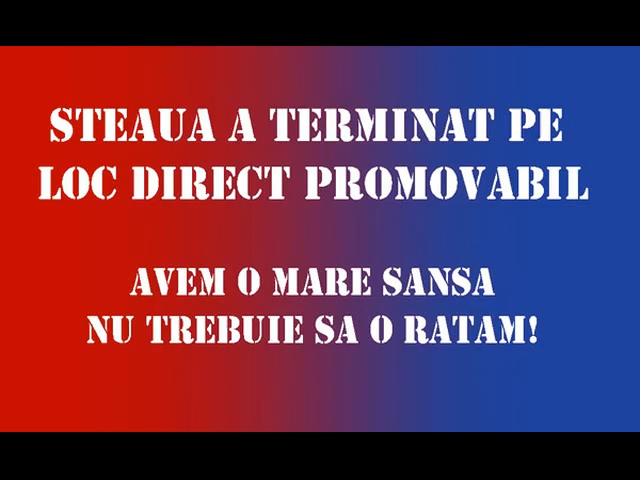 STEAUA A TERMINAT PE
LOC DIRECT PROMOVABIL
AVEM O MARE SANSA
NU TREBUIE SA O RATAM!